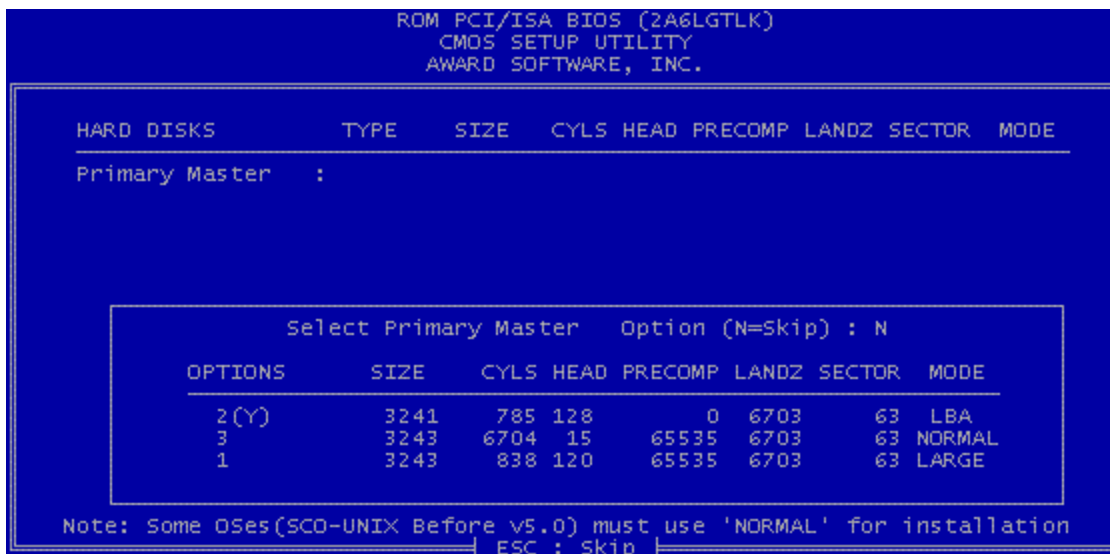 ROM PCI/ISA BIOS (2A6LGTLK)
CMOS SETUP UTILITY
AWARD SOFTWARE, INC.
HARD DISKS TYPE SIZE CYLS HEAD PRECOMP LANDZ SECTOR MODE
Primary Master :
Select Primary Master Option (N=Skip) : N
OPTIONS SIZE CYLS HEAD PRECOMP LANDZ SECTOR MODE
2(Y) 3241 785 128 0 6703 63 LBA
3 3243 6704 15 65535 6703 63 NORMAL
1 3243 838 120 65535 6703 63 LARGE
Note: Some OSes(SCO-UNIX Before v5.0) must use 'NORMAL' for installation
ESC : Skip